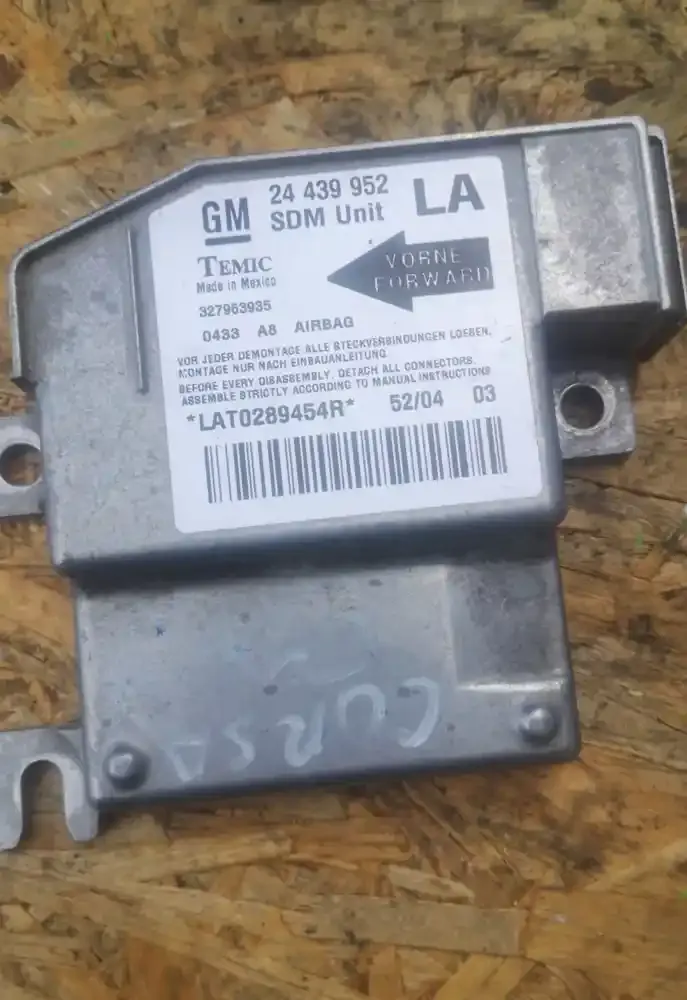 GM 24 439 952 LA
SDM Unit
TEMIC
Made in Mexico
VORNE
FORWARD
327963935
0433 A8 AIRBAG
VOR JEDER DEMONTAGE ALLE STECKVERBINDUNGEN LOESEN.
MONTAGE NUR NACH EINBAUANLEITUNG
BEFORE EVERY DISASSEMBLY, DETACH ALL CONNECTORS.
ASSEMBLE STRICTLY ACCORDING TO MANUAL INSTRUCTIONS
*LAT0289454R* 52/04 03
CORSA